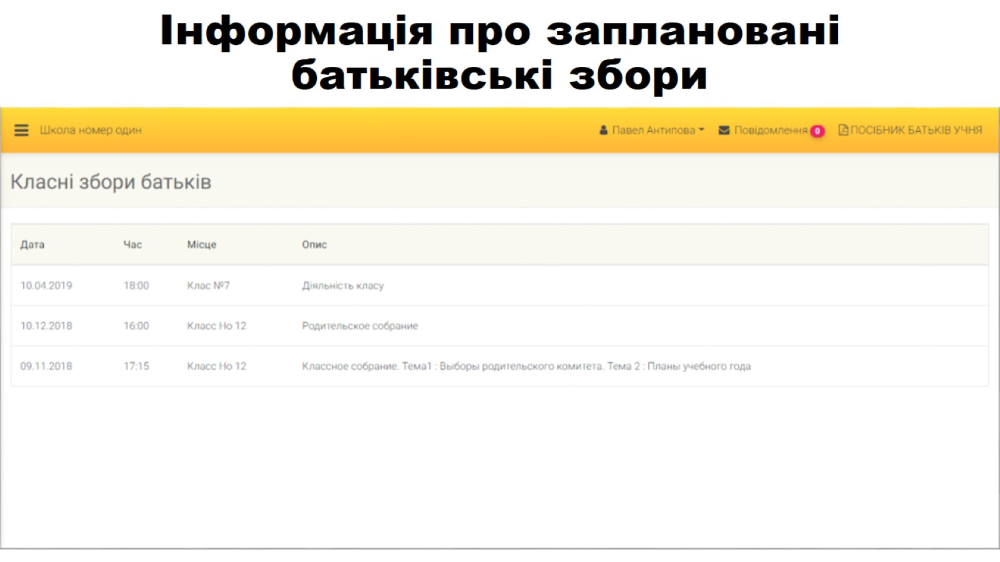 Інформація про заплановані
батьківські збори
Школа номер один Павел Антипова Повідомлення 0 ПОСІБНИК БАТЬКІВ УЧНЯ
Класні збори батьків
Дата Час Місце Опис
10.04.2019 18:00 Клас №7 Діяльність класу
10.12.2018 16:00 Класс Но 12 Родительское собрание
09.11.2018 17:15 Класс Но 12 Классное собрание. Тема1 : Выборы родительского комитета. Тема 2 : Планы учебного года